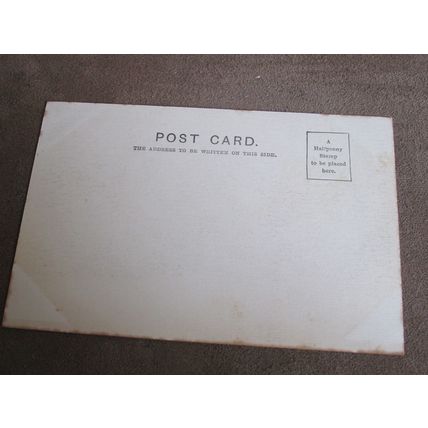 POST CARD.
THE ADDRESS TO BE WRITTEN ON THIS SIDE.
A
Halfpenny
Stamp
to be placed
here.